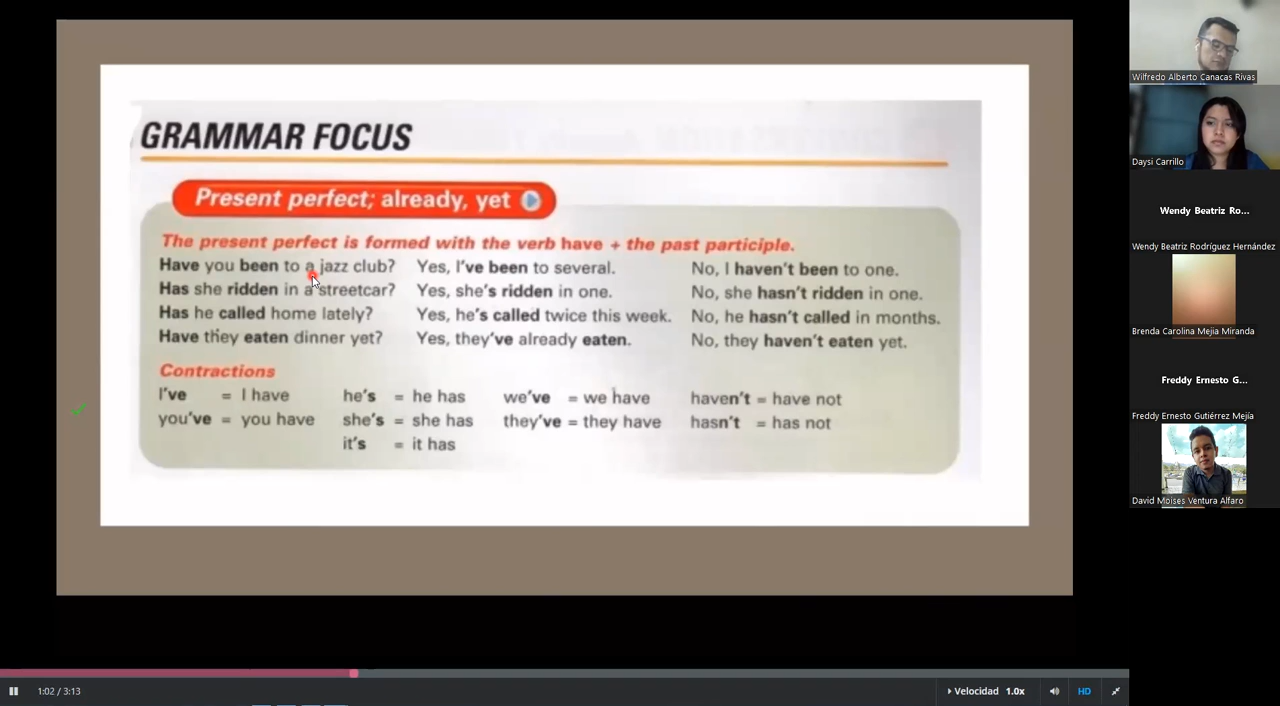 GRAMMAR FOCUS
Present perfect; already, yet
The present perfect is formed with the verb have + the past participle.
Have you been to a jazz club? Yes, I've been to several. No, I haven't been to one.
Has she ridden in a streetcar? Yes, she's ridden in one. No, she hasn't ridden in one.
Has he called home lately? Yes, he's called twice this week. No, he hasn't called in months.
Have they eaten dinner yet? Yes, they've already eaten. No, they haven't eaten yet.
Contractions
I've = I have he's = he has we've = we have haven't = have not
you've = you have she's = she has they've = they have hasn't = has not
it's = it has
Wilfredo Alberto Canacas Rivas
Daysi Carrillo
Wendy Beatriz Ro...
Wendy Beatriz Rodríguez Hernández
Brenda Carolina Mejia Miranda
Freddy Ernesto G...
Freddy Ernesto Gutiérrez Mejía
David Moises Ventura Alfaro
1:02 / 3:13
Velocidad 1.0x
HD